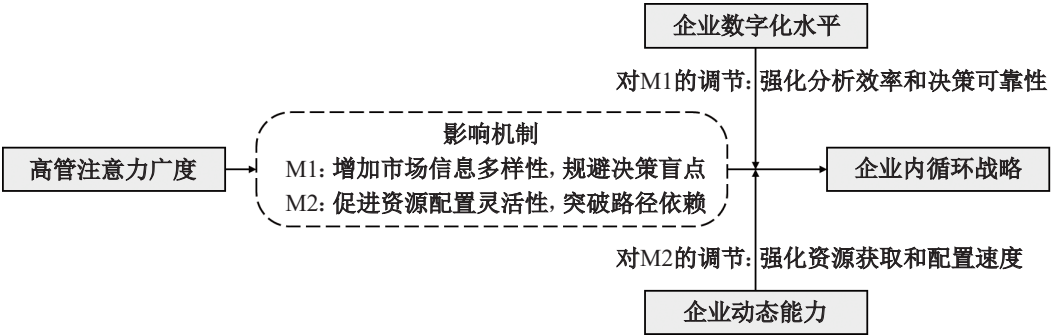 企业数字化水平
对M1的调节：强化分析效率和决策可靠性
影响机制
高管注意力广度
M1：增加市场信息多样性，规避决策盲点
M2：促进资源配置灵活性，突破路径依赖
企业内循环战略
对M2的调节：强化资源获取和配置速度
企业动态能力